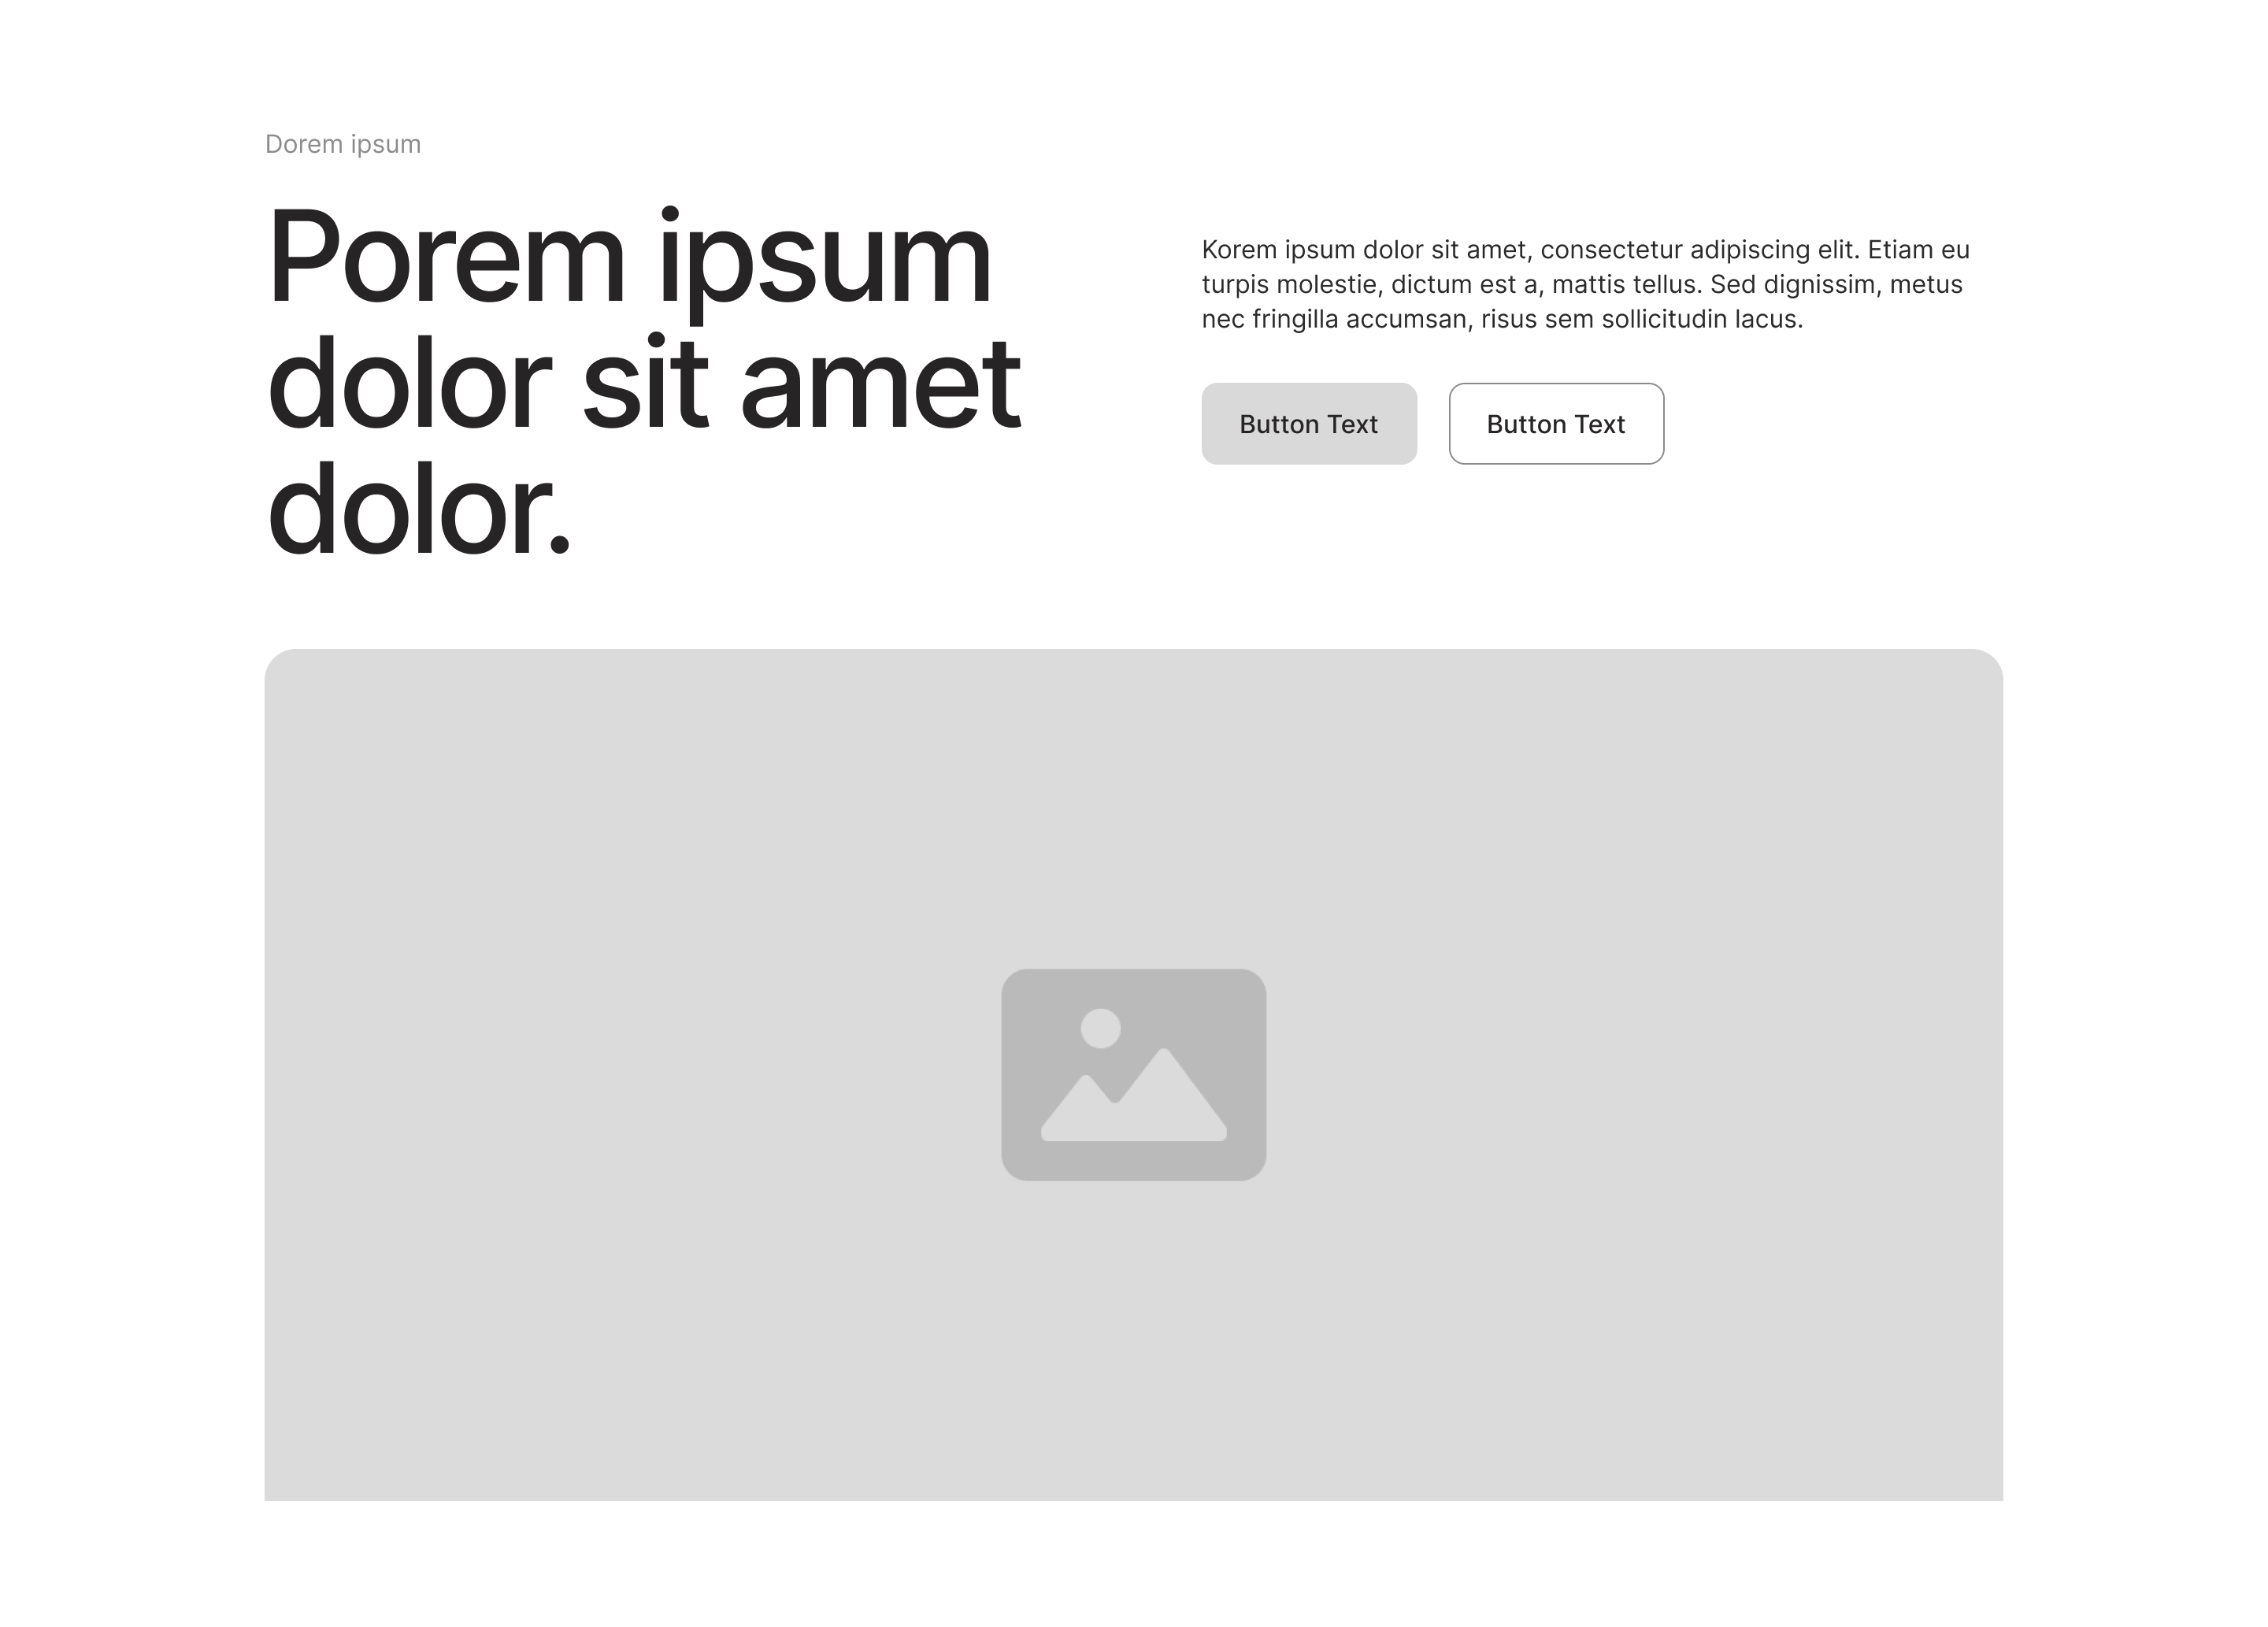 Dorem ipsum
Porem ipsum
dolor sit amet
dolor.
Korem ipsum dolor sit amet, consectetur adipiscing elit. Etiam eu
turpis molestie, dictum est a, mattis tellus. Sed dignissim, metus
nec fringilla accumsan, risus sem sollicitudin lacus.
Button Text
Button Text